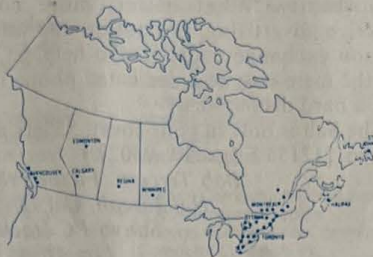 EDMONTON
VANCOUVER
CALGARY
REGINA
WINNIPEG
MONTREAL
OTTAWA
TORONTO
HALIFAX